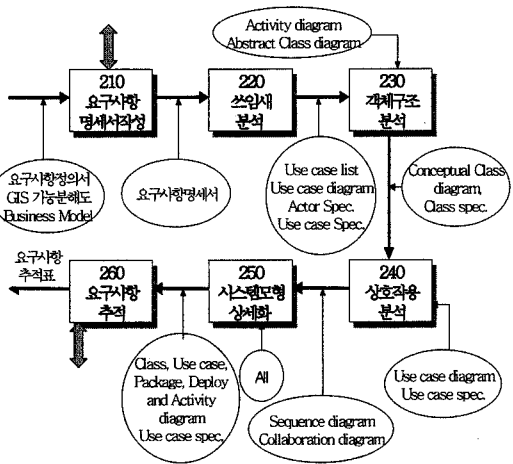 Activity diagram
Abstract Class diagram
210
요구사항
명세서작성
220
쓰임새
분석
230
객체구조
분석
요구사항정의서
GIS 기능분해도
Business Model
요구사항명세서
Use case list
Use case diagram
Actor Spec.
Use case Spec.
Conceptual Class
diagram,
Class spec.
요구사항
추적표
260
요구사항
추적
250
시스템모형
상세화
240
상호작용
분석
Class, Use case,
Package, Deploy
and Activity
diagram
Use case spec.
All
Sequence diagram
Collaboration diagram
Use case diagram
Use case spec.